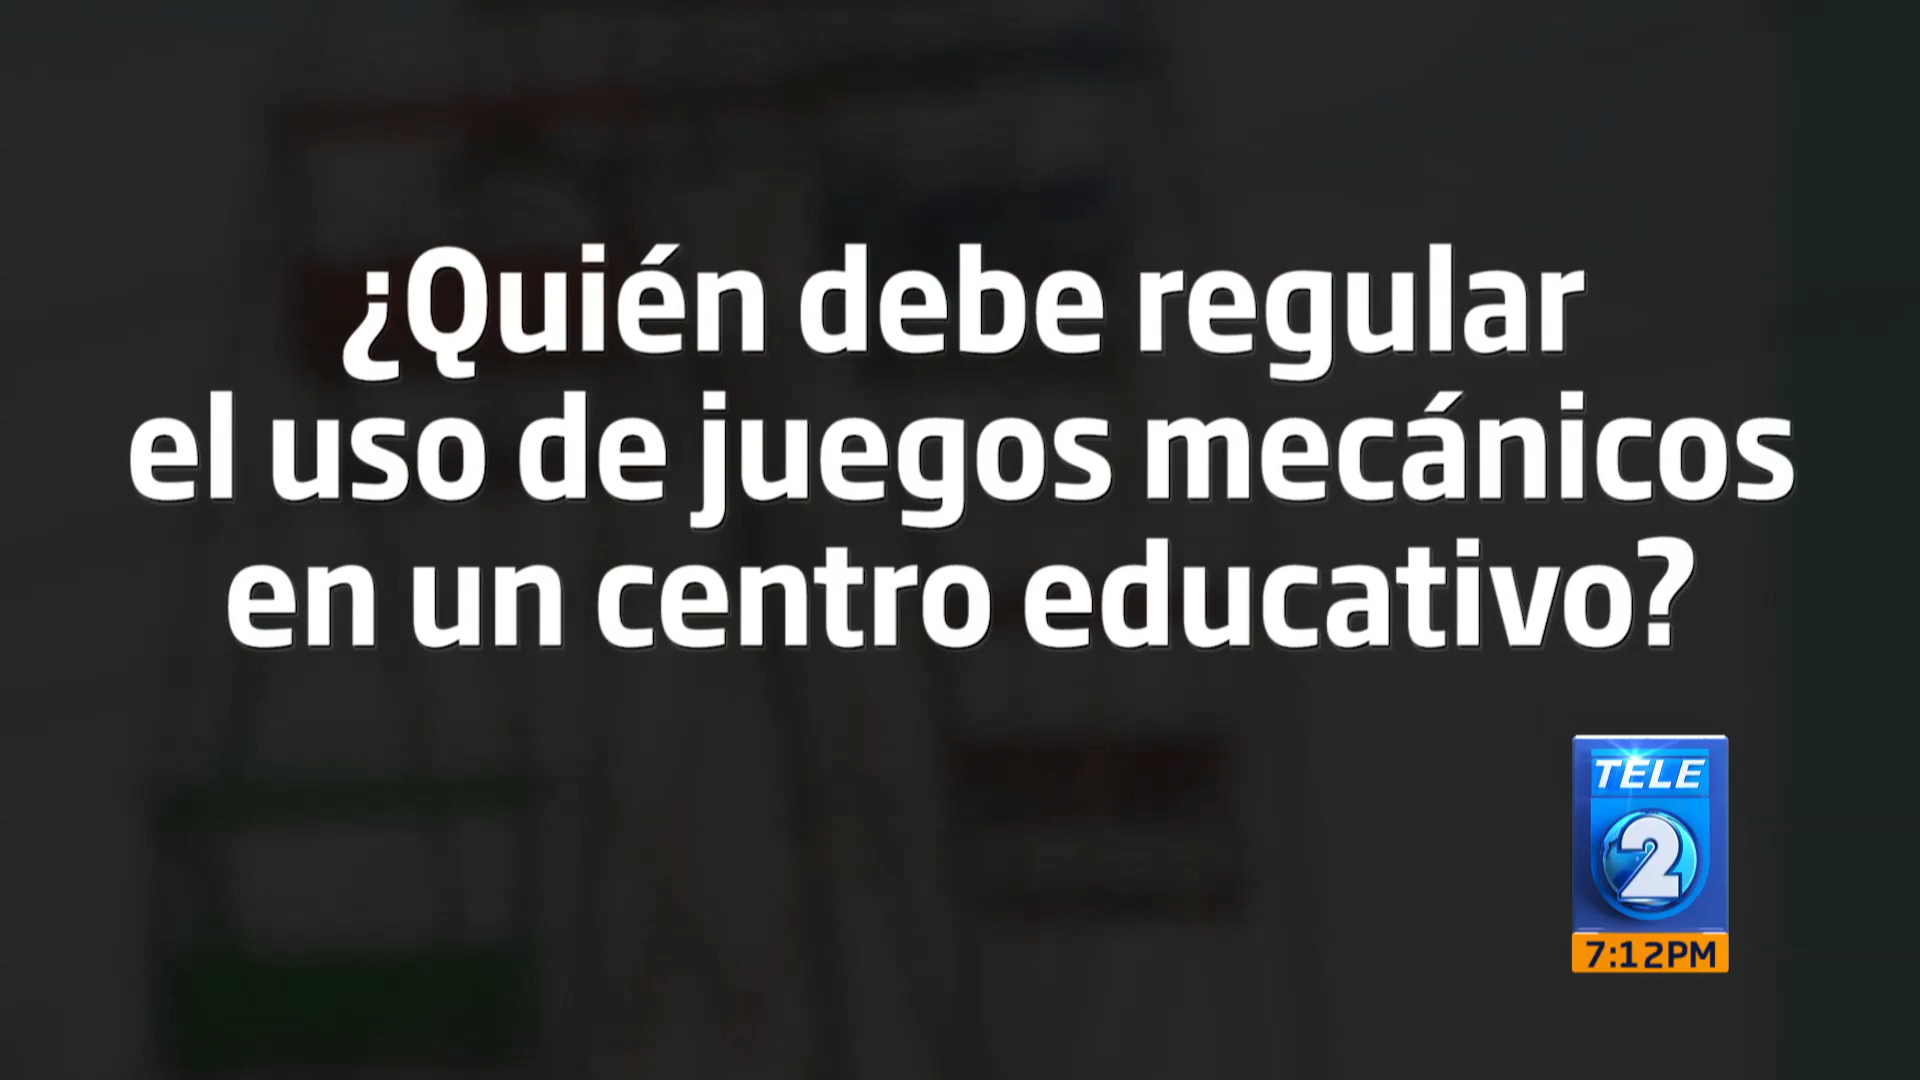 ¿Quién debe regular
el uso de juegos mecánicos
en un centro educativo?
TELE
2
7:12PM